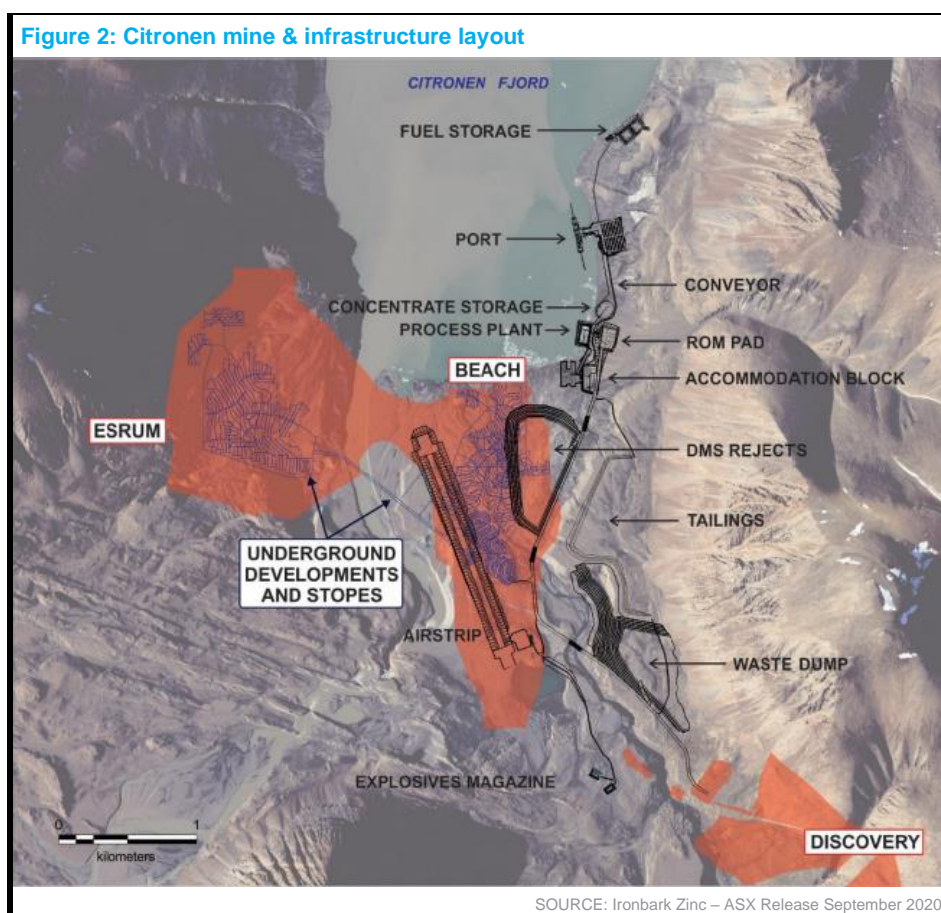 Figure 2: Citronen mine & infrastructure layout
CITRONEN FJORD
FUEL STORAGE
PORT
CONVEYOR
CONCENTRATE STORAGE
PROCESS PLANT
ROM PAD
BEACH
ACCOMMODATION BLOCK
ESRUM
DMS REJECTS
TAILINGS
UNDERGROUND
DEVELOPMENTS
AND STOPES
AIRSTRIP
WASTE DUMP
EXPLOSIVES MAGAZINE
0 1
kilometers
DISCOVERY
SOURCE: Ironbark Zinc – ASX Release September 2020